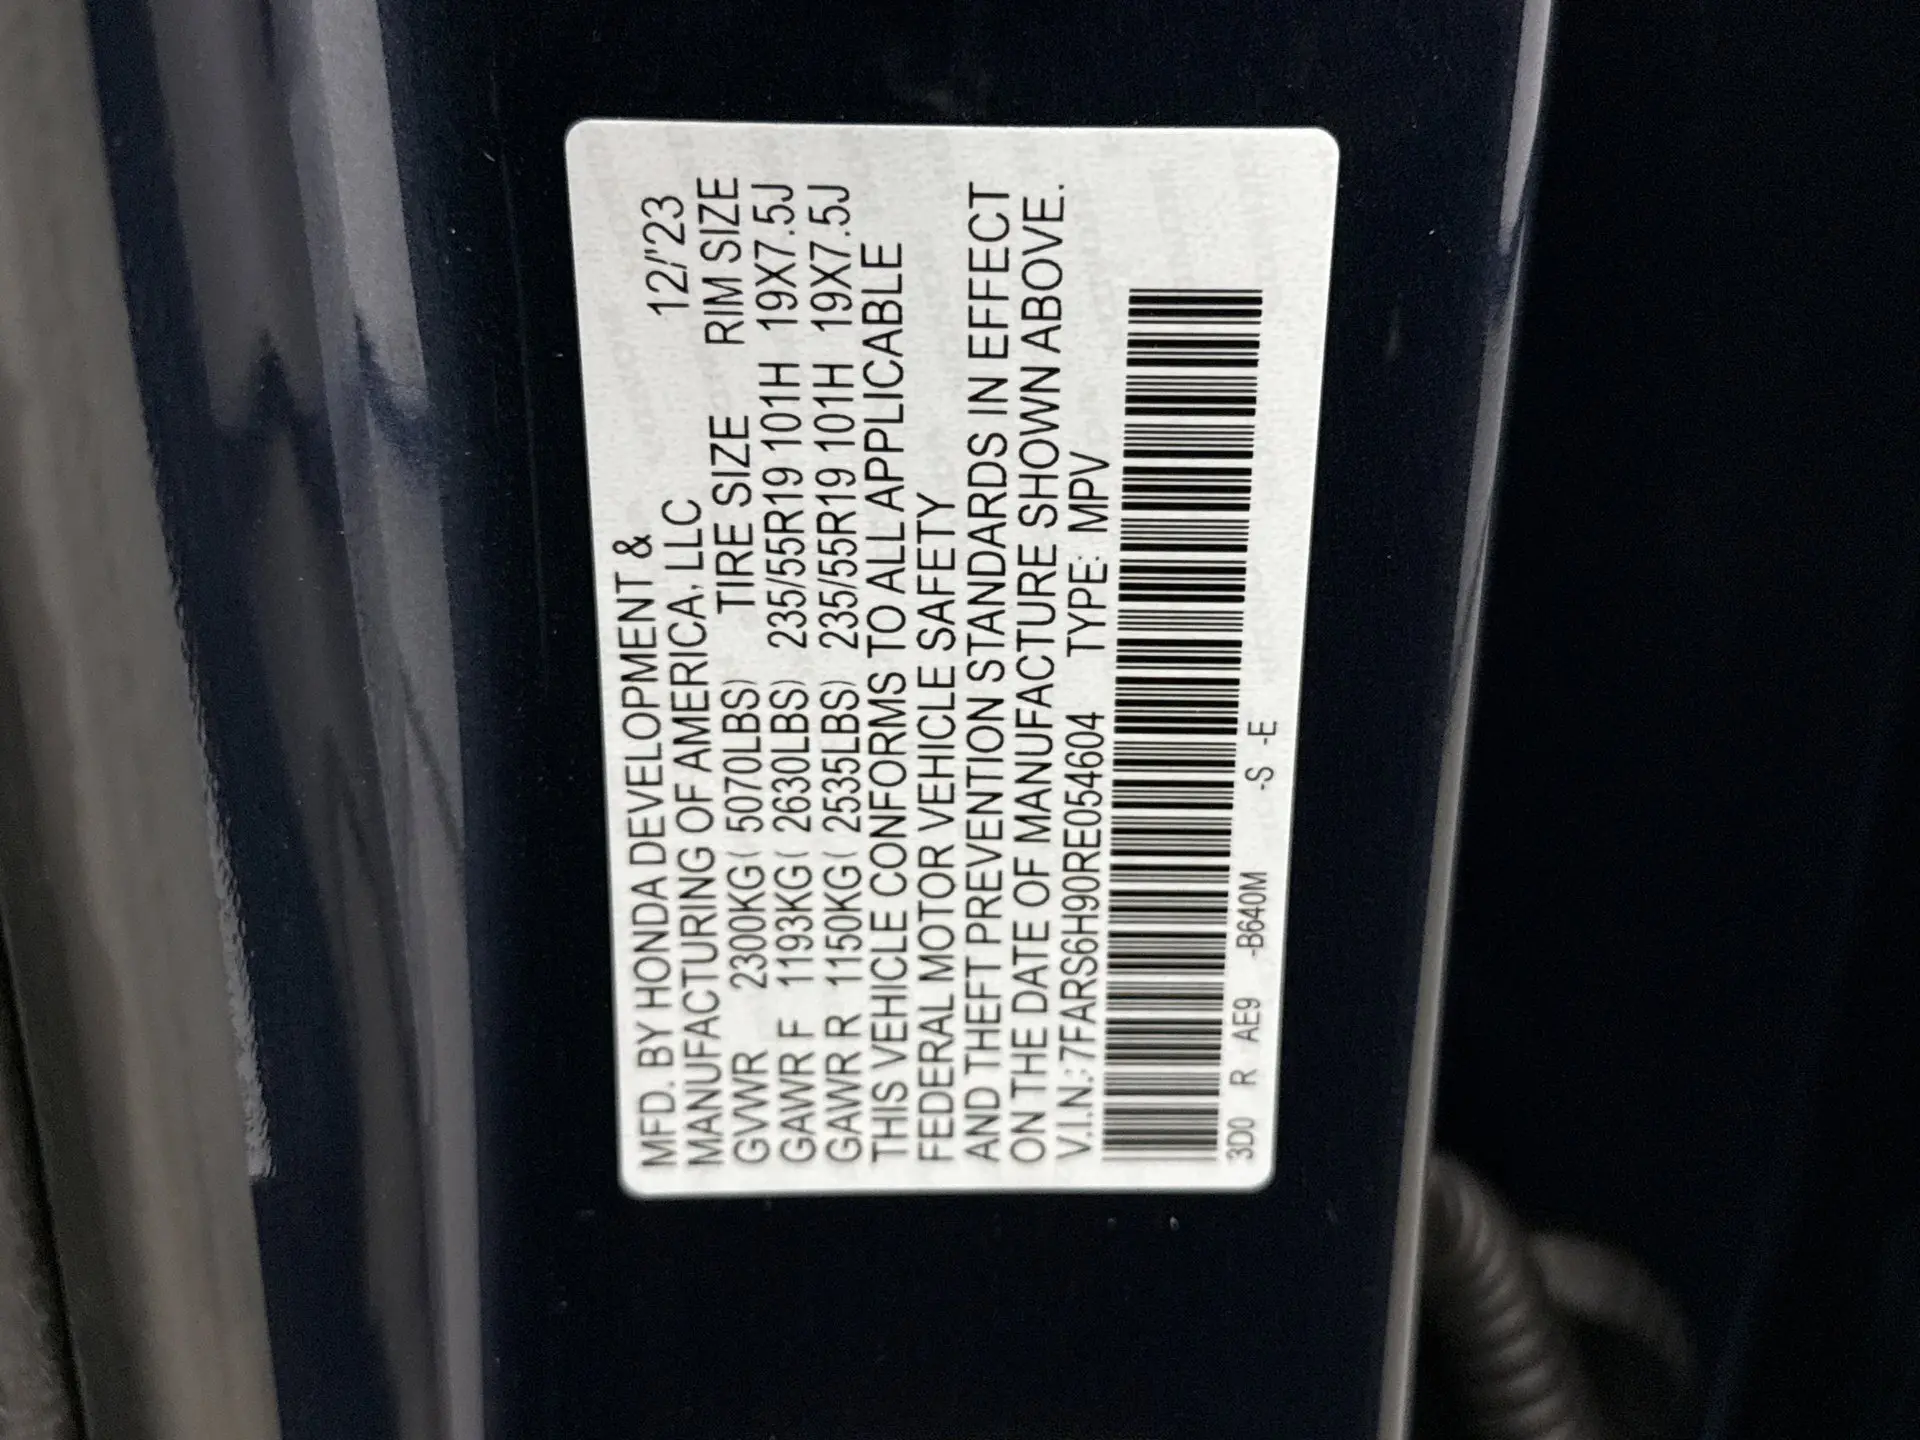 MFD. BY HONDA DEVELOPMENT &
MANUFACTURING OF AMERICA, LLC 12/'23
GVWR 2300KG( 5070LBS) TIRE SIZE RIM SIZE
GAWR F 1193KG( 2630LBS) 235/55R19 101H 19X7.5J
GAWR R 1150KG( 2535LBS) 235/55R19 101H 19X7.5J
THIS VEHICLE CONFORMS TO ALL APPLICABLE
FEDERAL MOTOR VEHICLE SAFETY
AND THEFT PREVENTION STANDARDS IN EFFECT
ON THE DATE OF MANUFACTURE SHOWN ABOVE.
V.I.N.:7FARS6H90RE054604 TYPE: MPV
3D0 R AE9 -B640M -S -E